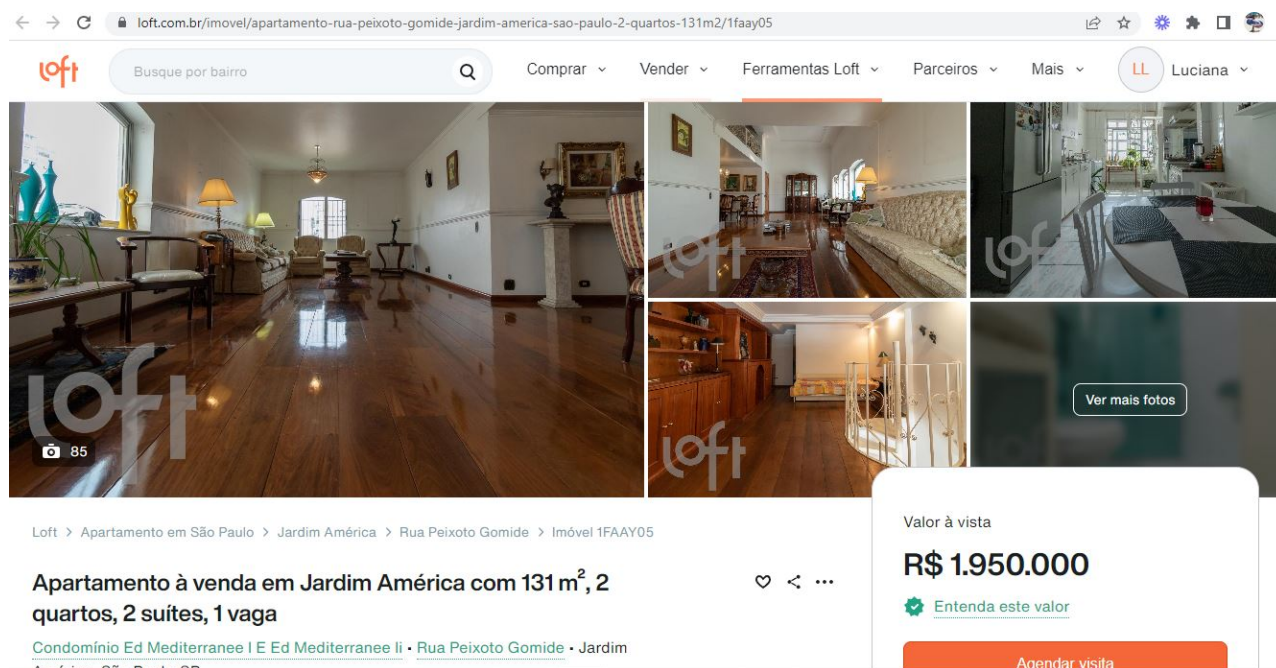 loft.com.br/imovel/apartamento-rua-peixoto-gomide-jardim-america-sao-paulo-2-quartos-131m2/1faay05
loft Busque por bairro Comprar Vender Ferramentas Loft Parceiros Mais LL Luciana
loft
loft
loft
loft
Ver mais fotos
85
Loft > Apartamento em São Paulo > Jardim América > Rua Peixoto Gomide > Imóvel 1FAAY05
Valor à vista
R$ 1.950.000
Entenda este valor
Agendar visita
Apartamento à venda em Jardim América com 131 m², 2
quartos, 2 suítes, 1 vaga
Condomínio Ed Mediterranee I E Ed Mediterranee Ii • Rua Peixoto Gomide • Jardim